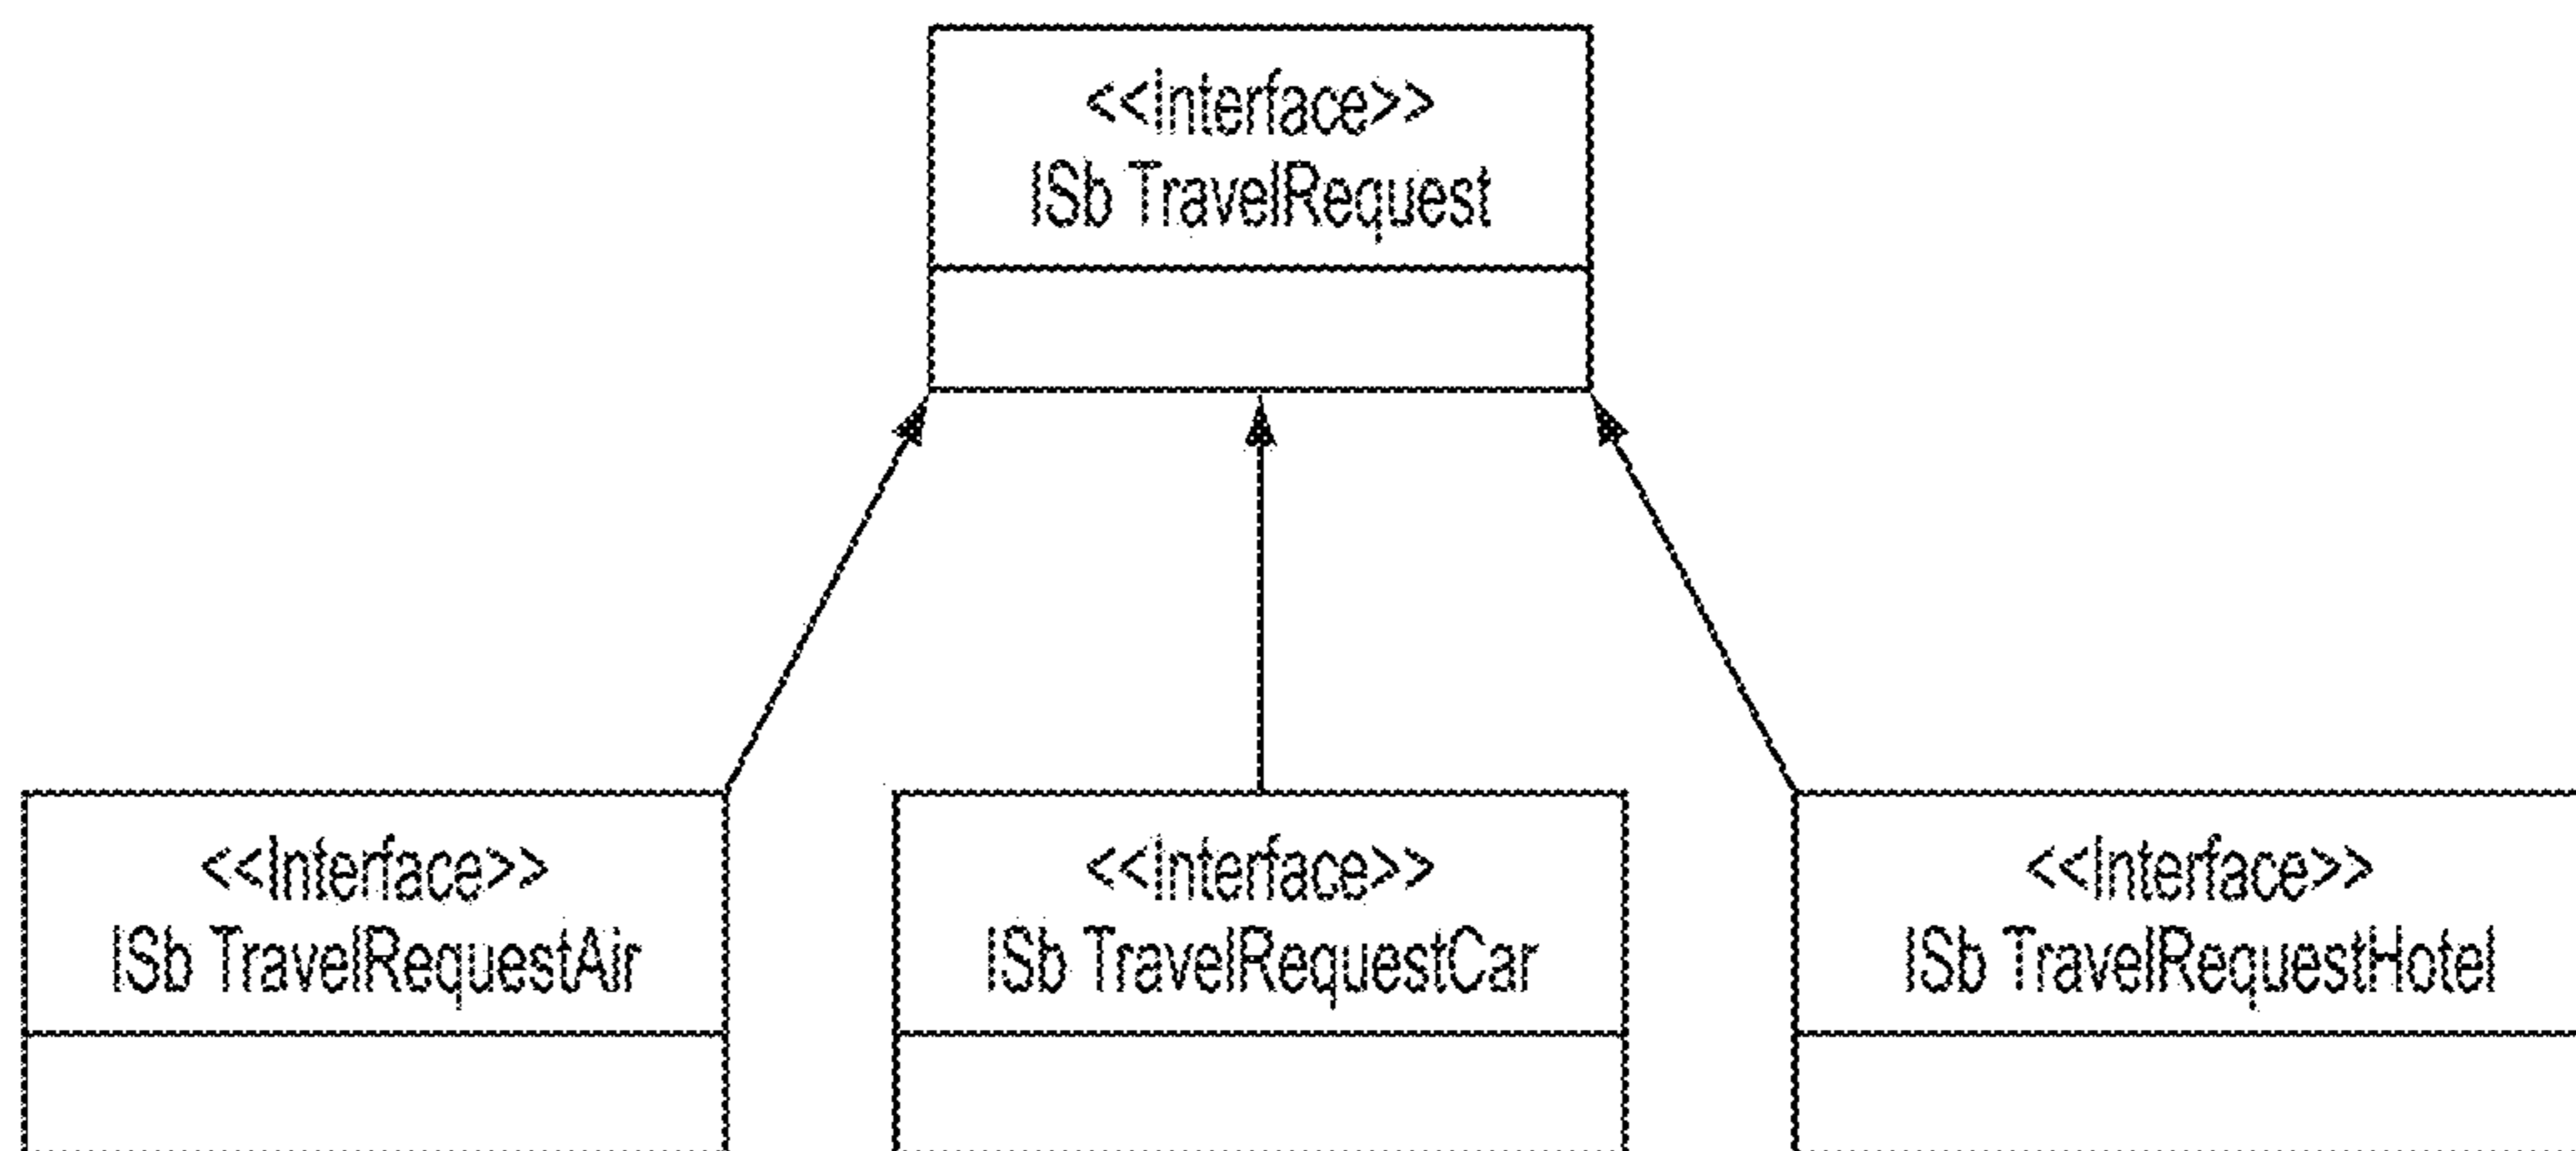 <<Interface>>
ISb TravelRequest
<<Interface>>
ISb TravelRequestAir
<<Interface>>
ISb TravelRequestCar
<<Interface>>
ISb TravelRequestHotel